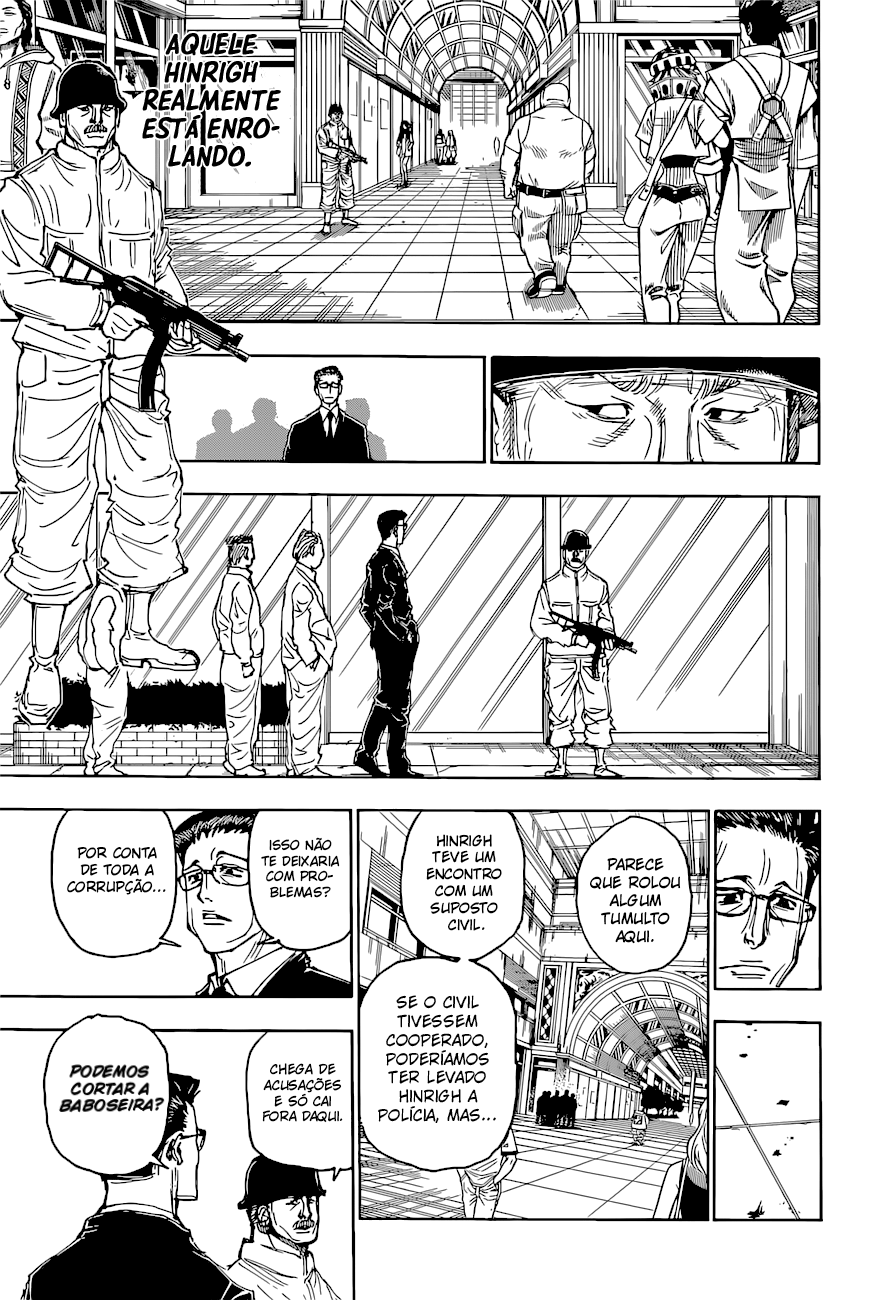 AQUELE
HINRIGH
REALMENTE
ESTÁ ENRO-
LANDO.
PARECE
QUE ROLOU
ALGUM
TUMULTO
AQUI.
HINRIGH
TEVE UM
ENCONTRO
COM UM
SUPOSTO
CIVIL.
SE O CIVIL
TIVESSEM
COOPERADO,
PODERÍAMOS
TER LEVADO
HINRIGH A
POLÍCIA, MAS...
ISSO NÃO
TE DEIXARIA
COM PRO-
BLEMAS?
POR CONTA
DE TODA A
CORRUPÇÃO...
CHEGA DE
ACUSAÇÕES
E SÓ CAI
FORA DAQUI.
PODEMOS
CORTAR A
BABOSEIRA?